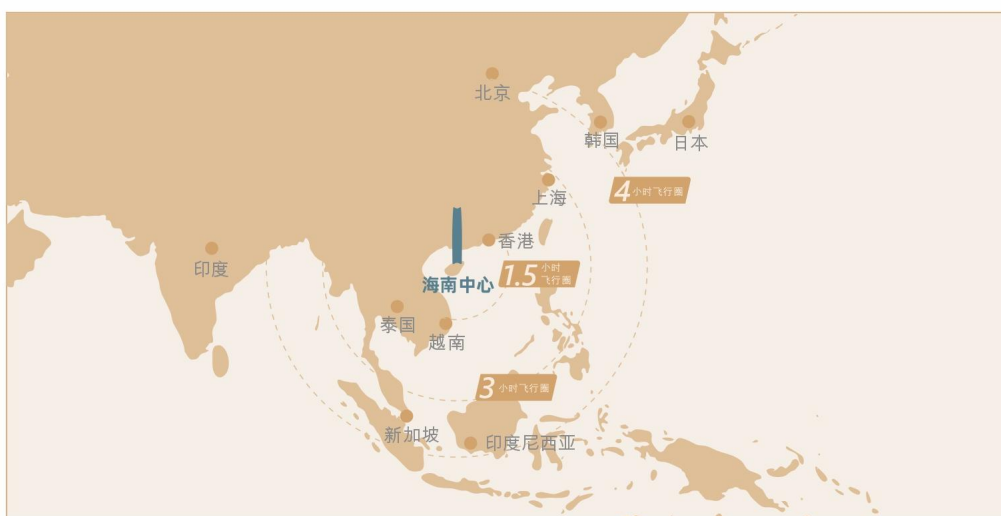 北京
韩国
日本
4小时飞行圈
上海
香港
印度
1.5小时
飞行圈
海南中心
泰国
越南
3小时飞行圈
新加坡
印度尼西亚